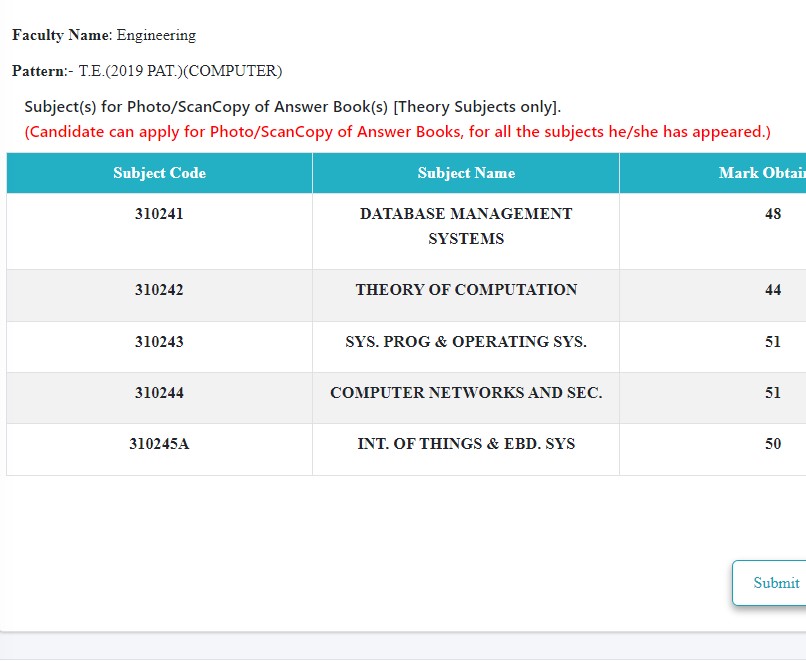 Faculty Name: Engineering
Pattern:- T.E.(2019 PAT.)(COMPUTER)
Subject(s) for Photo/ScanCopy of Answer Book(s) [Theory Subjects only].
(Candidate can apply for Photo/ScanCopy of Answer Books, for all the subjects he/she has appeared.)
Subject Code Subject Name Mark
310241 DATABASE MANAGEMENT 48
SYSTEMS
310242 THEORY OF COMPUTATION 44
310243 SYS. PROG & OPERATING SYS. 51
310244 COMPUTER NETWORKS AND SEC. 51
310245A INT. OF THINGS & EBD. SYS 50
Submit